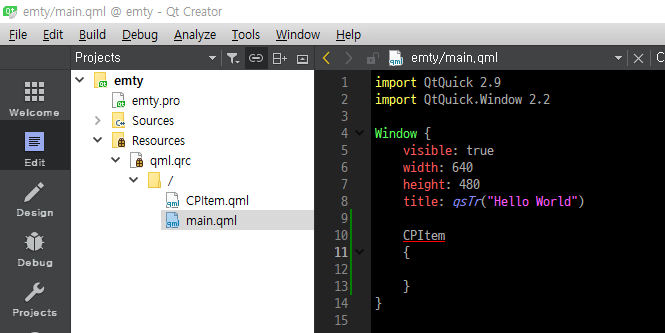 emty/main.qml @ emty - Qt Creator
File Edit Build Debug Analyze Tools Window Help
Projects
emty/main.qml
Welcome
Edit
Design
Debug
Projects
emty
emty.pro
Sources
Resources
qml.qrc
/
CPItem.qml
main.qml
1 import QtQuick 2.9
2 import QtQuick.Window 2.2
3
4 Window {
5 visible: true
6 width: 640
7 height: 480
8 title: qsTr("Hello World")
9
10 CPItem
11 {
12
13 }
14 }
15